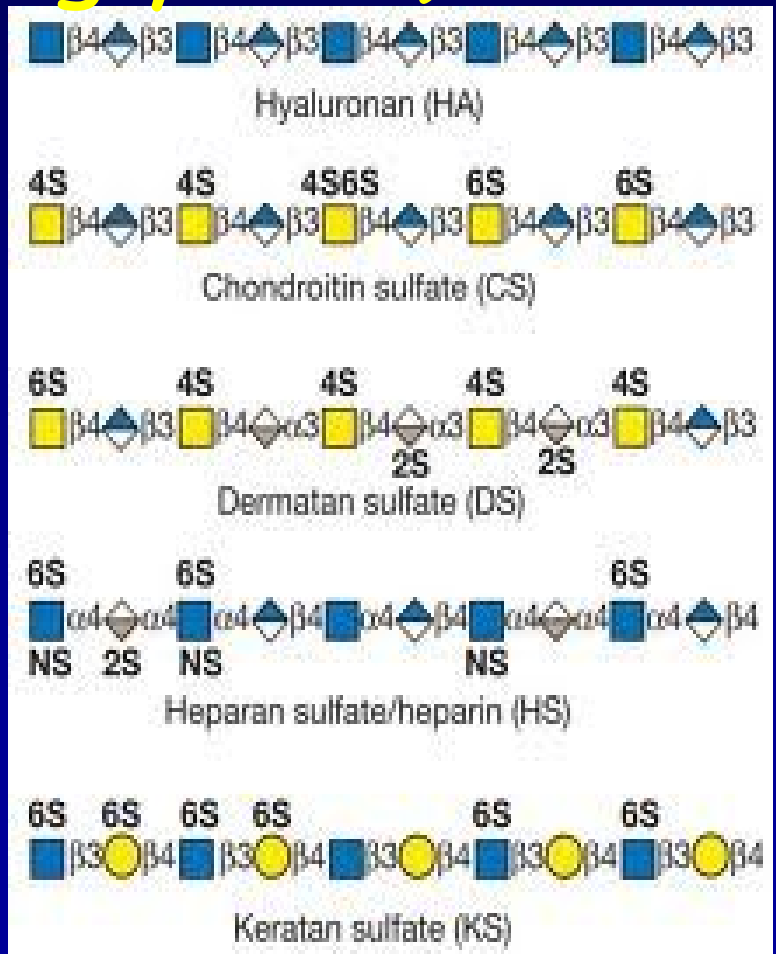 β4 β3 β4 β3 β4 β3 β4 β3 β4 β3
Hyaluronan (HA)
4S 4S 4S6S 6S 6S
β4 β3 β4 β3 β4 β3 β4 β3 β4 β3
Chondroitin sulfate (CS)
6S 4S 4S 4S 4S
β4 β3 β4 α3 β4 α3 β4 α3 β4 β3
2S 2S
Dermatan sulfate (DS)
6S 6S 6S
α4 α4 α4 β4 α4 β4 α4 α4 α4 β4
NS 2S NS NS
Heparan sulfate/heparin (HS)
6S 6S 6S 6S 6S 6S
β3 β4 β3 β4 β3 β4 β3 β4 β3 β4
Keratan sulfate (KS)